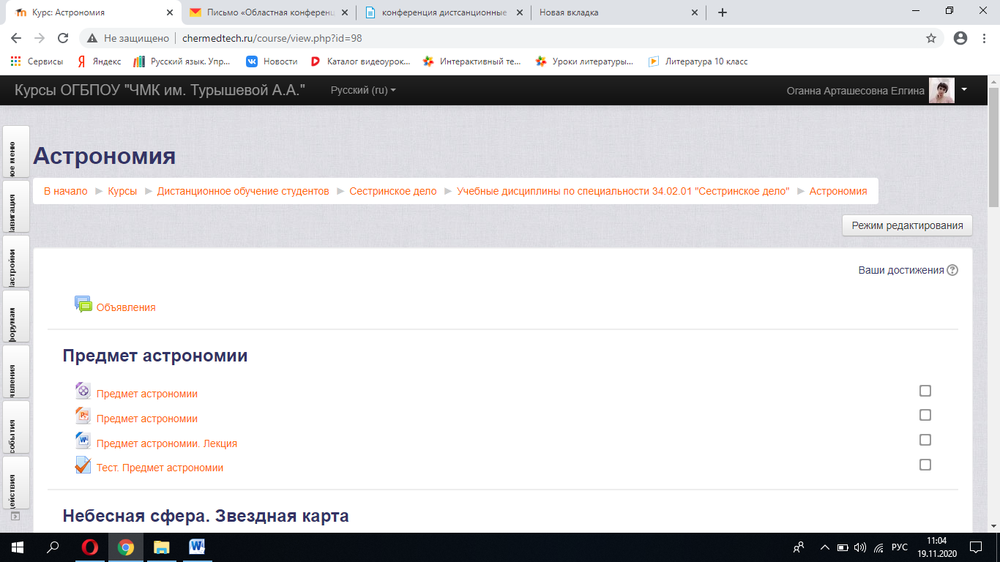 Курс: Астрономия
Письмо «Областная конференц
конференция дистсанционные
Новая вкладка
Не защищено
chermedtech.ru/course/view.php?id=98
Сервисы
Яндекс
Русский язык. Упр...
Новости
Каталог видеоурок...
Интерактивный те...
Уроки литературы...
Литература 10 класс
Курсы ОГБПОУ "ЧМК им. Турышевой А.А."
Русский (ru)
Оганна Арташесовна Елгина
ное меню
Навигация
Настройки
форумам
явления
события
действия
Астрономия
В начало ► Курсы ► Дистанционное обучение студентов ► Сестринское дело ► Учебные дисциплины по специальности 34.02.01 "Сестринское дело" ► Астрономия
Режим редактирования
Ваши достижения
Объявления
Предмет астрономии
Предмет астрономии
Предмет астрономии
Предмет астрономии. Лекция
Тест. Предмет астрономии
Небесная сфера. Звездная карта
РУС
11:04
19.11.2020